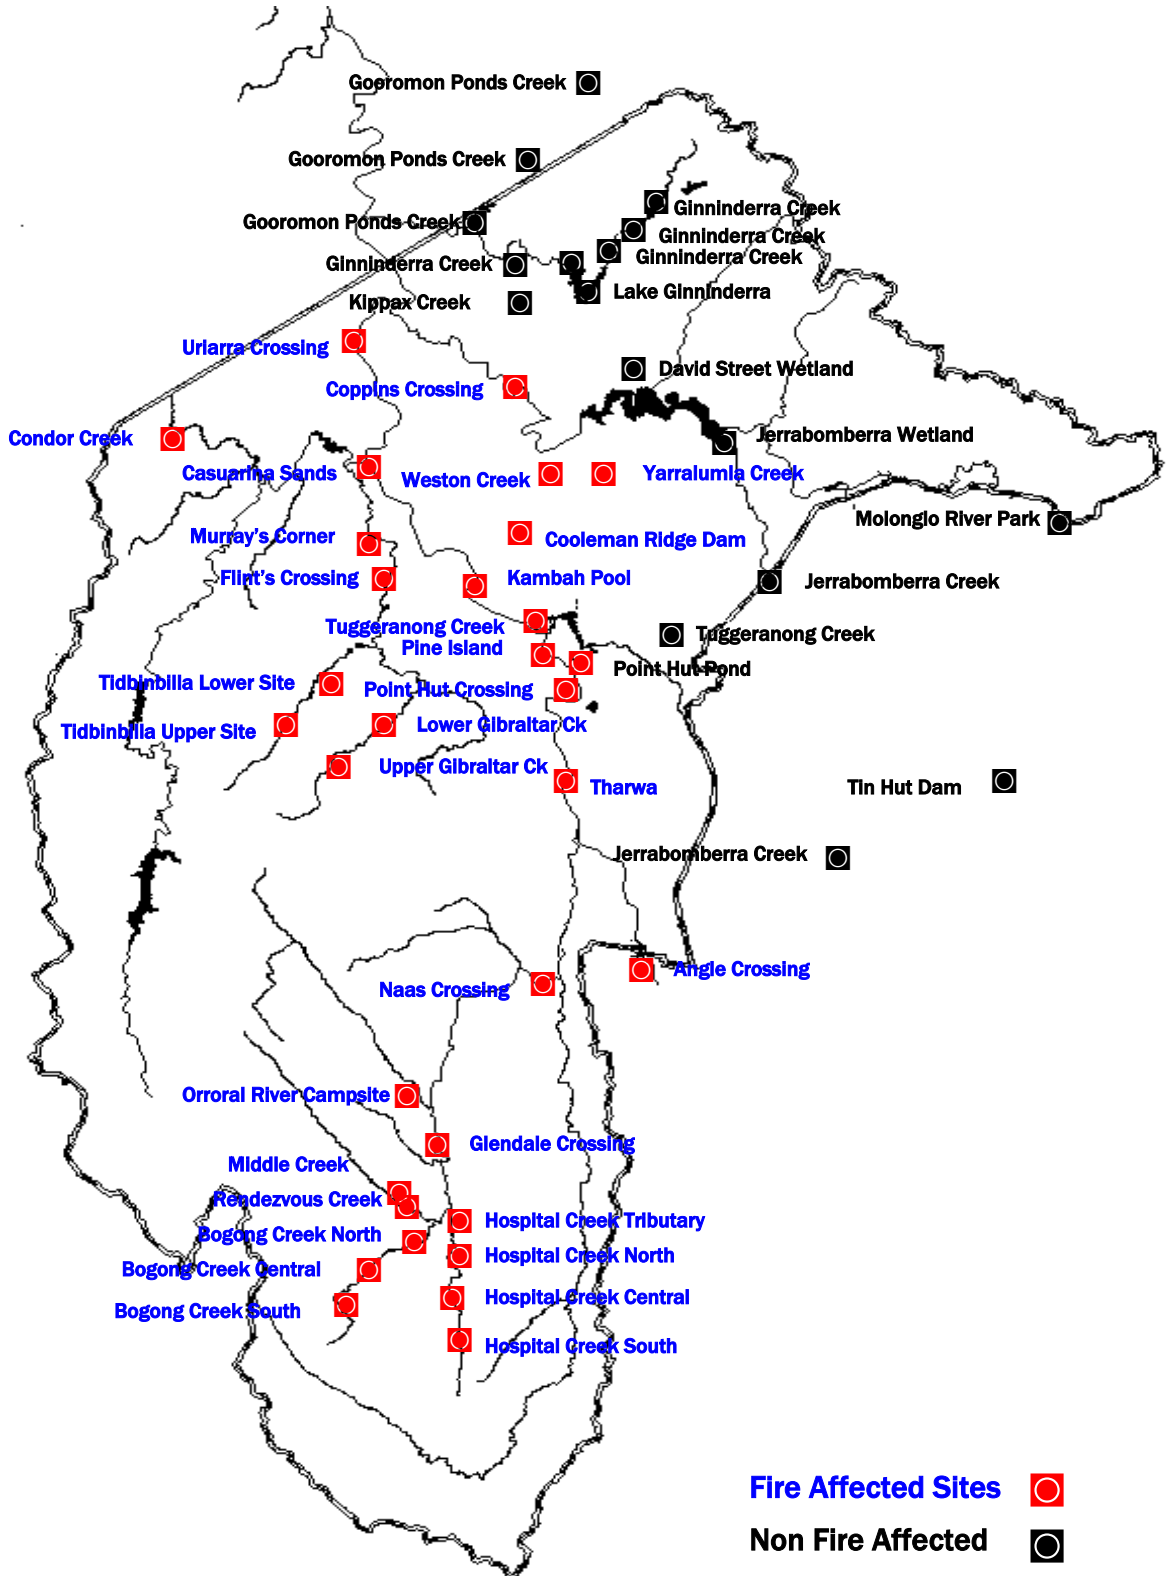 Gooromon Ponds Creek
Gooromon Ponds Creek
Ginninderra Creek
Gooromon Ponds Creek
Ginninderra Creek
Ginninderra Creek
Ginninderra Creek
Lake Ginninderra
Kippax Creek
Uriarra Crossing
David Street Wetland
Coppins Crossing
Condor Creek
Jerrabomberra Wetland
Casuarina Sands
Weston Creek
Yarralumla Creek
Molonglo River Park
Murray's Corner
Cooleman Ridge Dam
Flint's Crossing
Kambah Pool
Jerrabomberra Creek
Tuggeranong Creek
Tuggeranong Creek
Pine Island
Point Hut Pond
Tidbinbilla Lower Site
Point Hut Crossing
Tidbinbilla Upper Site
Lower Gibraltar Ck
Upper Gibraltar Ck
Tharwa
Tin Hut Dam
Jerrabomberra Creek
Angle Crossing
Naas Crossing
Orroral River Campsite
Glendale Crossing
Middle Creek
Rendezvous Creek
Hospital Creek Tributary
Bogong Creek North
Hospital Creek North
Bogong Creek Central
Hospital Creek Central
Bogong Creek South
Hospital Creek South
Fire Affected Sites
Non Fire Affected